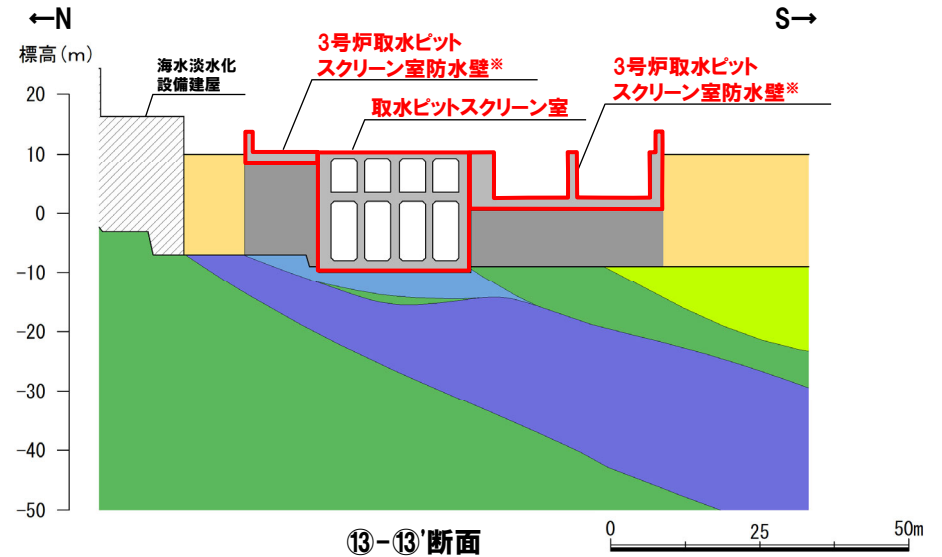 ←N
S→
標高(m)
海水淡水化
設備建屋
3号炉取水ピット
スクリーン室防水壁※
取水ピットスクリーン室
3号炉取水ピット
スクリーン室防水壁※
20
10
0
-10
-20
-30
-40
-50
⑬-⑬'断面
0 25 50m